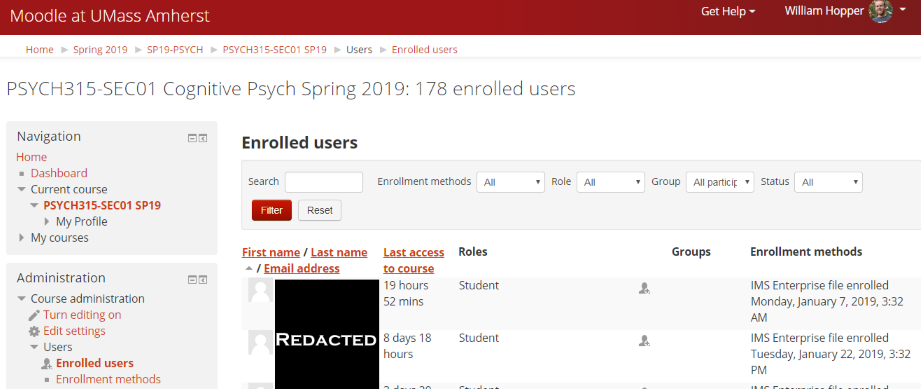 Moodle at UMass Amherst
Get Help
William Hopper
Home ► Spring 2019 ► SP19-PSYCH ► PSYCH315-SEC01 SP19 ► Users ► Enrolled users
PSYCH315-SEC01 Cognitive Psych Spring 2019: 178 enrolled users
Navigation
Home
Dashboard
Current course
PSYCH315-SEC01 SP19
My Profile
My courses
Administration
Course administration
Turn editing on
Edit settings
Users
Enrolled users
Enrollment methods
Enrolled users
Search Enrollment methods All Role All Group All particip Status All
Filter Reset
First name / Last name Last access Roles Groups Enrollment methods
/ Email address to course
REDACTED
19 hours Student IMS Enterprise file enrolled
52 mins Monday, January 7, 2019, 3:32
AM
8 days 18 Student IMS Enterprise file enrolled
hours Tuesday, January 22, 2019, 3:32
PM
IMS Enterprise file enrolled